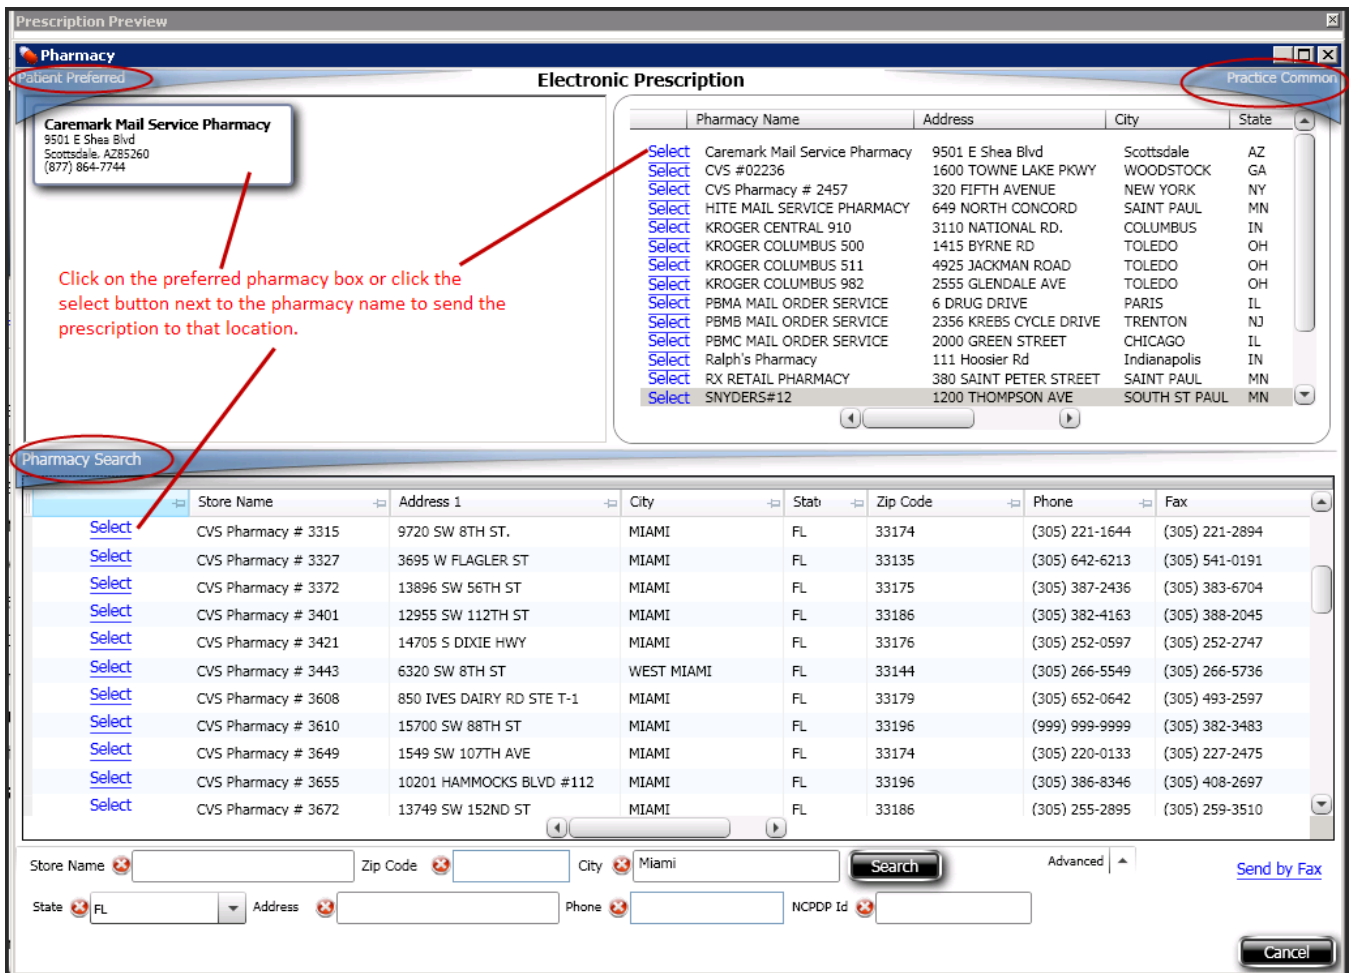 Prescription Preview
Pharmacy
Patient Preferred
Electronic Prescription
Practice Common
Caremark Mail Service Pharmacy
9501 E Shea Blvd
Scottsdale, AZ85260
(877) 864-7744
Click on the preferred pharmacy box or click the
select button next to the pharmacy name to send the
prescription to that location.
Pharmacy Name Address City State
Select Caremark Mail Service Pharmacy 9501 E Shea Blvd Scottsdale AZ
Select CVS #02236 1600 TOWNE LAKE PKWY WOODSTOCK GA
Select CVS Pharmacy # 2457 320 FIFTH AVENUE NEW YORK NY
Select HITE MAIL SERVICE PHARMACY 649 NORTH CONCORD SAINT PAUL MN
Select KROGER CENTRAL 910 3110 NATIONAL RD. COLUMBUS IN
Select KROGER COLUMBUS 500 1415 BYRNE RD TOLEDO OH
Select KROGER COLUMBUS 511 4925 JACKMAN ROAD TOLEDO OH
Select KROGER COLUMBUS 982 2555 GLENDALE AVE TOLEDO OH
Select PBMA MAIL ORDER SERVICE 6 DRUG DRIVE PARIS IL
Select PBMB MAIL ORDER SERVICE 2356 KREBS CYCLE DRIVE TRENTON NJ
Select PBMC MAIL ORDER SERVICE 2000 GREEN STREET CHICAGO IL
Select Ralph's Pharmacy 111 Hoosier Rd Indianapolis IN
Select RX RETAIL PHARMACY 380 SAINT PETER STREET SAINT PAUL MN
Select SNYDERS#12 1200 THOMPSON AVE SOUTH ST PAUL MN
Pharmacy Search
Store Name Address 1 City Stat Zip Code Phone Fax
Select CVS Pharmacy # 3315 9720 SW 8TH ST. MIAMI FL 33174 (305) 221-1644 (305) 221-2894
Select CVS Pharmacy # 3327 3695 W FLAGLER ST MIAMI FL 33135 (305) 642-6213 (305) 541-0191
Select CVS Pharmacy # 3372 13896 SW 56TH ST MIAMI FL 33175 (305) 387-2436 (305) 383-6704
Select CVS Pharmacy # 3401 12955 SW 112TH ST MIAMI FL 33186 (305) 382-4163 (305) 388-2045
Select CVS Pharmacy # 3421 14705 S DIXIE HWY MIAMI FL 33176 (305) 252-0597 (305) 252-2747
Select CVS Pharmacy # 3443 6320 SW 8TH ST WEST MIAMI FL 33144 (305) 266-5549 (305) 266-5736
Select CVS Pharmacy # 3608 850 IVES DAIRY RD STE T-1 MIAMI FL 33179 (305) 652-0642 (305) 493-2597
Select CVS Pharmacy # 3610 15700 SW 88TH ST MIAMI FL 33196 (999) 999-9999 (305) 382-3483
Select CVS Pharmacy # 3649 1549 SW 107TH AVE MIAMI FL 33174 (305) 220-0133 (305) 227-2475
Select CVS Pharmacy # 3655 10201 HAMMOCKS BLVD #112 MIAMI FL 33196 (305) 386-8346 (305) 408-2697
Select CVS Pharmacy # 3672 13749 SW 152ND ST MIAMI FL 33186 (305) 255-2895 (305) 259-3510
Store Name Zip Code City Miami Search Advanced Send by Fax
State FL Address Phone NCPDP Id
Cancel